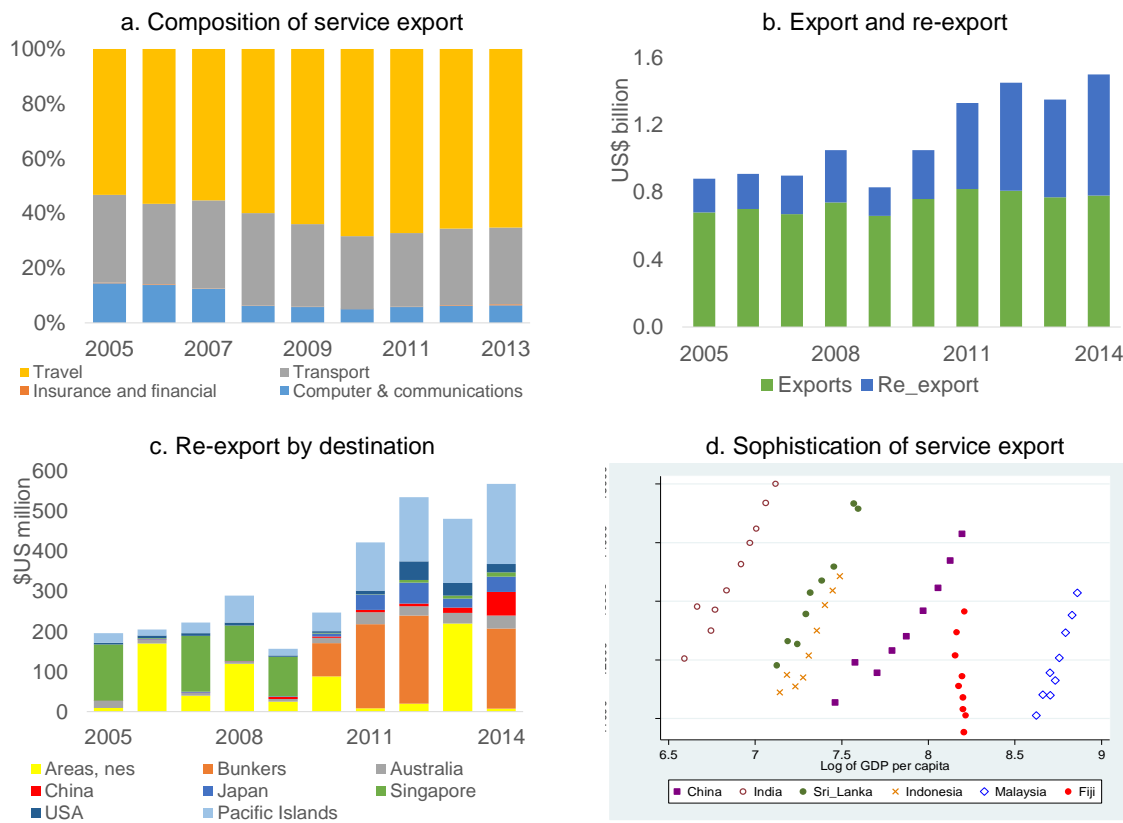 a. Composition of service export
100%
80%
60%
40%
20%
0%
2005 2007 2009 2011 2013
Travel Transport
Insurance and financial Computer & communications
b. Export and re-export
US$ billion
1.6
1.2
0.8
0.4
0.0
2005 2008 2011 2014
Exports Re_export
c. Re-export by destination
$US million
600
500
400
300
200
100
0
2005 2008 2011 2014
Areas, nes Bunkers Australia
China Japan Singapore
USA Pacific Islands
d. Sophistication of service export
6.5 7 7.5 8 8.5 9
Log of GDP per capita
China India Sri_Lanka Indonesia Malaysia Fiji